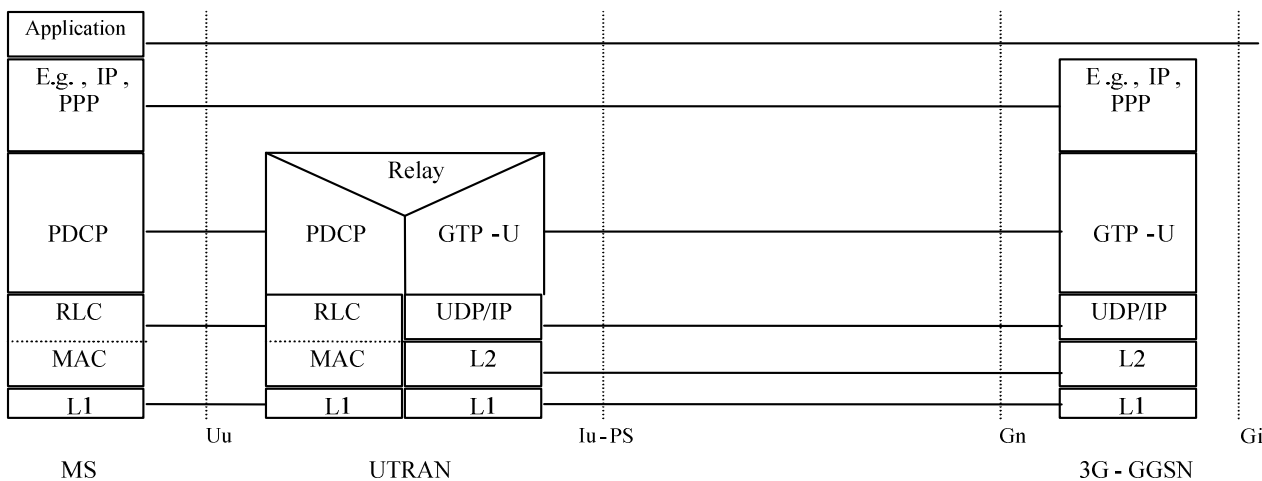 Application
E.g. , IP ,
PPP
E.g. , IP ,
PPP
Relay
PDCP
PDCP
GTP - U
GTP - U
RLC
RLC
UDP/IP
UDP/IP
MAC
MAC
L2
L2
L1
L1
L1
L1
Uu
Iu - PS
Gn
Gi
MS
UTRAN
3G - GGSN